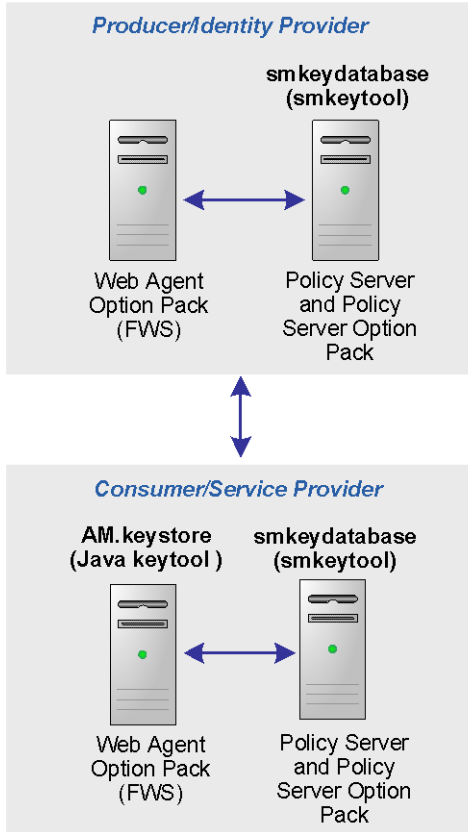 Producer/Identity Provider
smkeydatabase
(smkeytool)
Web Agent
Option Pack
(FWS)
Policy Server
and Policy
Server Option
Pack
Consumer/Service Provider
AM.keystore
(Java keytool )
smkeydatabase
(smkeytool)
Web Agent
Option Pack
(FWS)
Policy Server
and Policy
Server Option
Pack